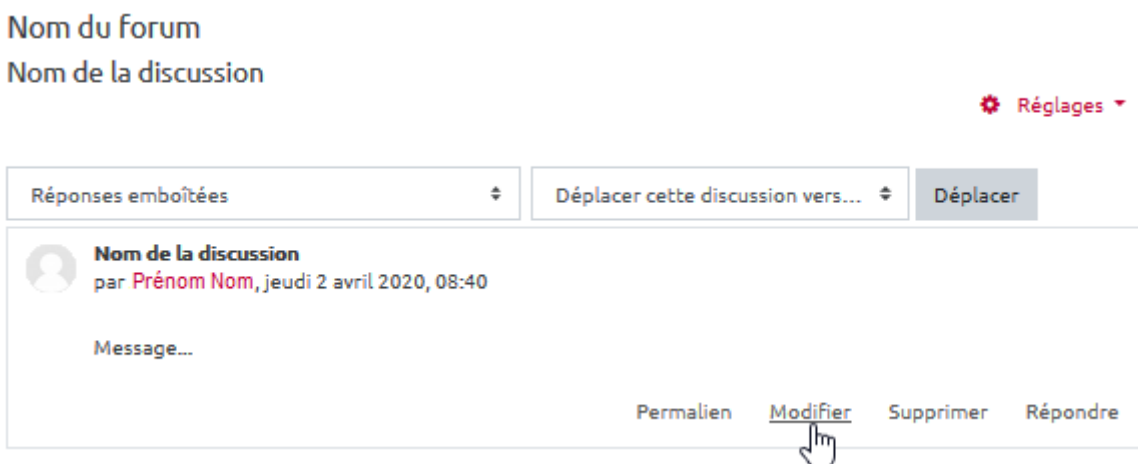 Nom du forum
Nom de la discussion
Réglages
Réponses emboîtées
Déplacer cette discussion vers...
Déplacer
Nom de la discussion
par Prénom Nom, jeudi 2 avril 2020, 08:40
Message...
Permalien Modifier Supprimer Répondre